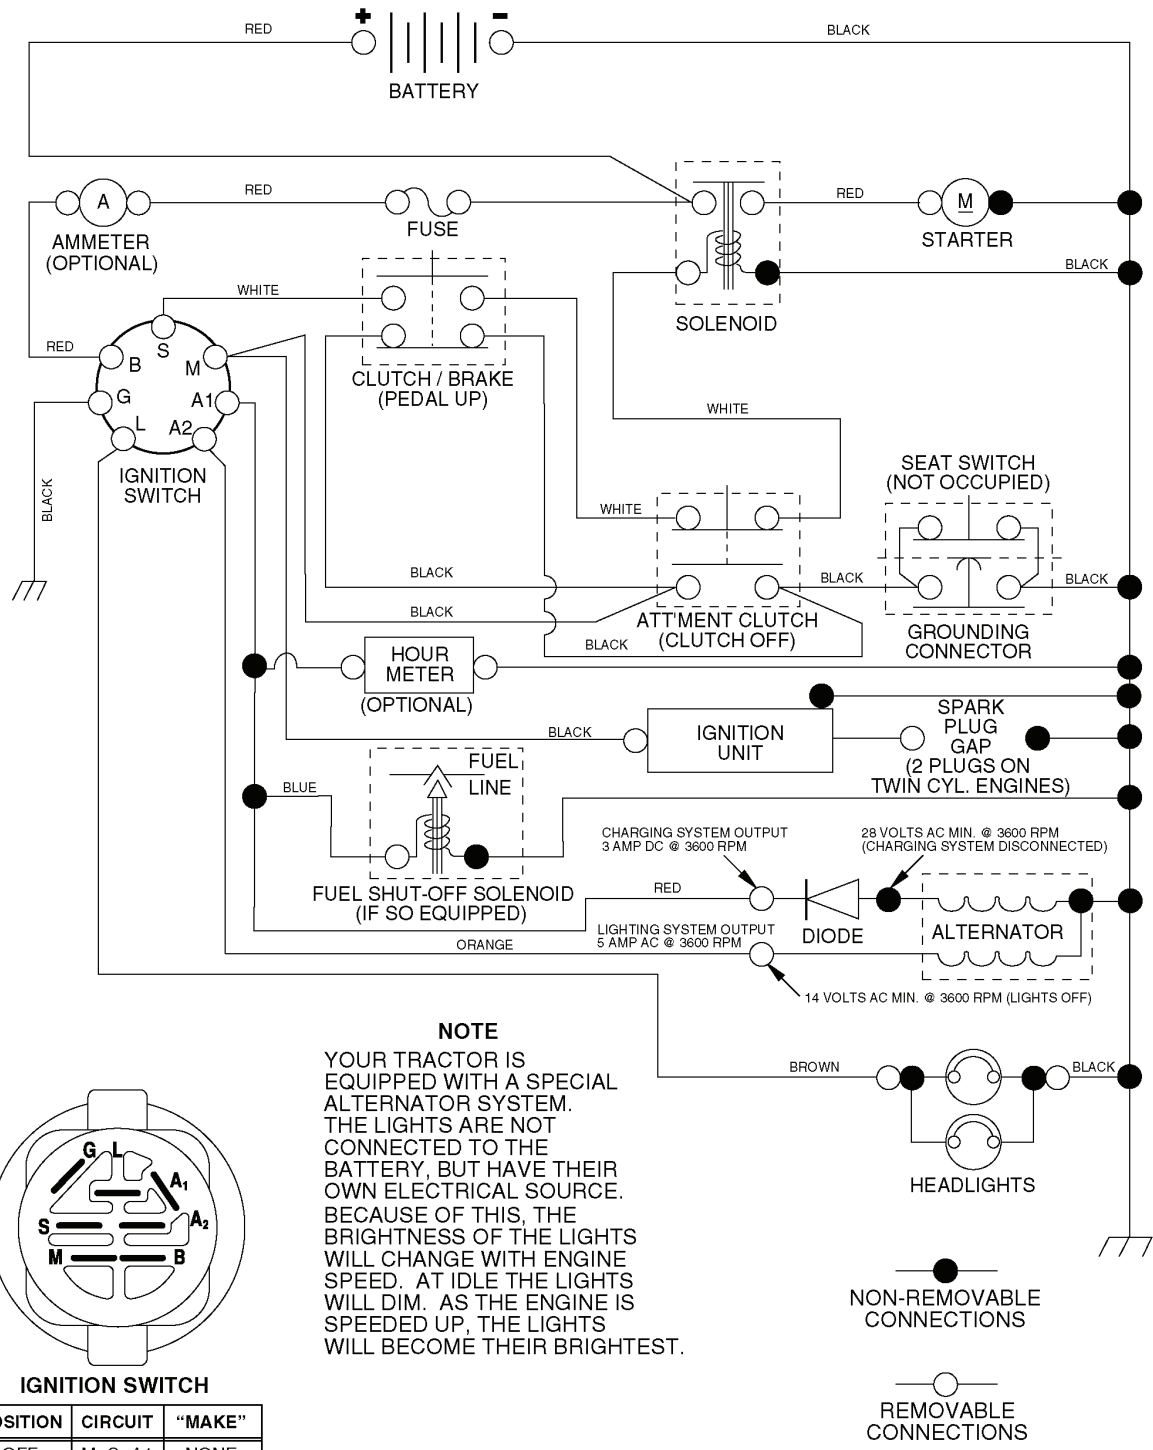 + -
RED
BLACK
BATTERY
RED
RED
A
M
FUSE
AMMETER
(OPTIONAL)
STARTER
BLACK
WHITE
SOLENOID
RED
S
B
M
CLUTCH / BRAKE
(PEDAL UP)
G
A1
L
A2
WHITE
IGNITION
SWITCH
BLACK
SEAT SWITCH
(NOT OCCUPIED)
WHITE
BLACK
BLACK
BLACK
BLACK
ATT'MENT CLUTCH
(CLUTCH OFF)
BLACK
GROUNDING
CONNECTOR
HOUR
METER
(OPTIONAL)
BLACK
IGNITION
UNIT
SPARK
PLUG
GAP
(2 PLUGS ON
TWIN CYL. ENGINES)
FUEL
LINE
BLUE
CHARGING SYSTEM OUTPUT
3 AMP DC @ 3600 RPM
28 VOLTS AC MIN. @ 3600 RPM
(CHARGING SYSTEM DISCONNECTED)
FUEL SHUT-OFF SOLENOID
(IF SO EQUIPPED)
RED
DIODE
ALTERNATOR
LIGHTING SYSTEM OUTPUT
5 AMP AC @ 3600 RPM
ORANGE
14 VOLTS AC MIN. @ 3600 RPM (LIGHTS OFF)
NOTE
YOUR TRACTOR IS
EQUIPPED WITH A SPECIAL
ALTERNATOR SYSTEM.
THE LIGHTS ARE NOT
CONNECTED TO THE
BATTERY, BUT HAVE THEIR
OWN ELECTRICAL SOURCE.
BECAUSE OF THIS, THE
BRIGHTNESS OF THE LIGHTS
WILL CHANGE WITH ENGINE
SPEED. AT IDLE THE LIGHTS
WILL DIM. AS THE ENGINE IS
SPEEDED UP, THE LIGHTS
WILL BECOME THEIR BRIGHTEST.
BROWN
BLACK
HEADLIGHTS
G L
A1
S
A2
M
B
IGNITION SWITCH
OSITION CIRCUIT "MAKE"
NON-REMOVABLE
CONNECTIONS
REMOVABLE
CONNECTIONS